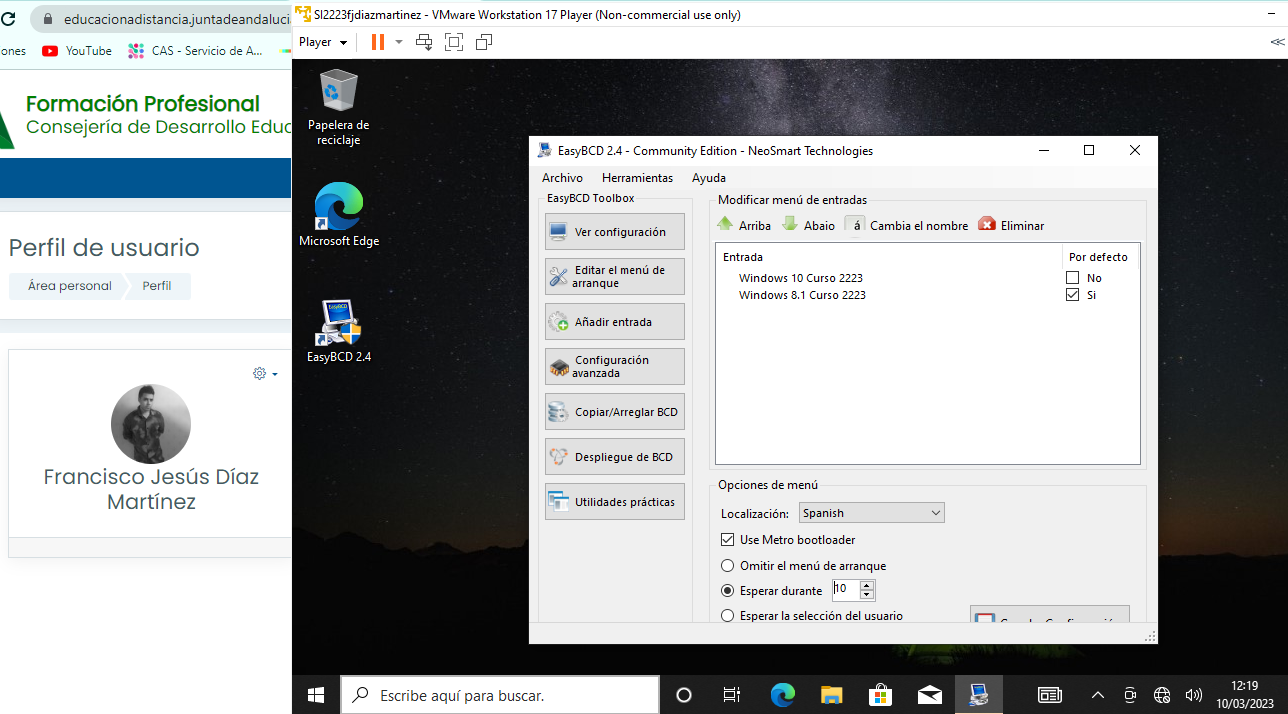 educacionadistancia.juntadeandaluci
ones
YouTube
CAS - Servicio de A...
Formación Profesional
Consejería de Desarrollo Educ
Perfil de usuario
Área personal
Perfil
Francisco Jesús Díaz
Martínez
SI2223fjdiazmartinez - VMware Workstation 17 Player (Non-commercial use only)
Player
Papelera de
reciclaje
Microsoft Edge
EasyBCD 2.4
EasyBCD 2.4 - Community Edition - NeoSmart Technologies
Archivo Herramientas Ayuda
EasyBCD Toolbox
Ver configuración
Editar el menú de
arranque
Añadir entrada
Configuración
avanzada
Copiar/Arreglar BCD
Despliegue de BCD
Utilidades prácticas
Modificar menú de entradas
Arriba Abajo á Cambia el nombre Eliminar
Entrada Por defecto
Windows 10 Curso 2223 No
Windows 8.1 Curso 2223 Si
Opciones de menú
Localización: Spanish
Use Metro bootloader
Omitir el menú de arranque
Esperar durante 10
Esperar la selección del usuario
Escribe aquí para buscar.
12:19
10/03/2023